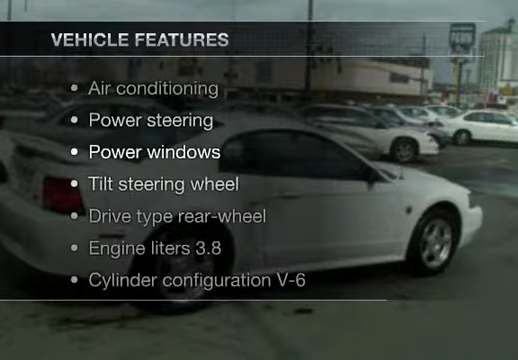 VEHICLE FEATURES
• Air conditioning
• Power steering
• Power windows
• Tilt steering wheel
• Drive type rear-wheel
• Engine liters 3.8
• Cylinder configuration V-6